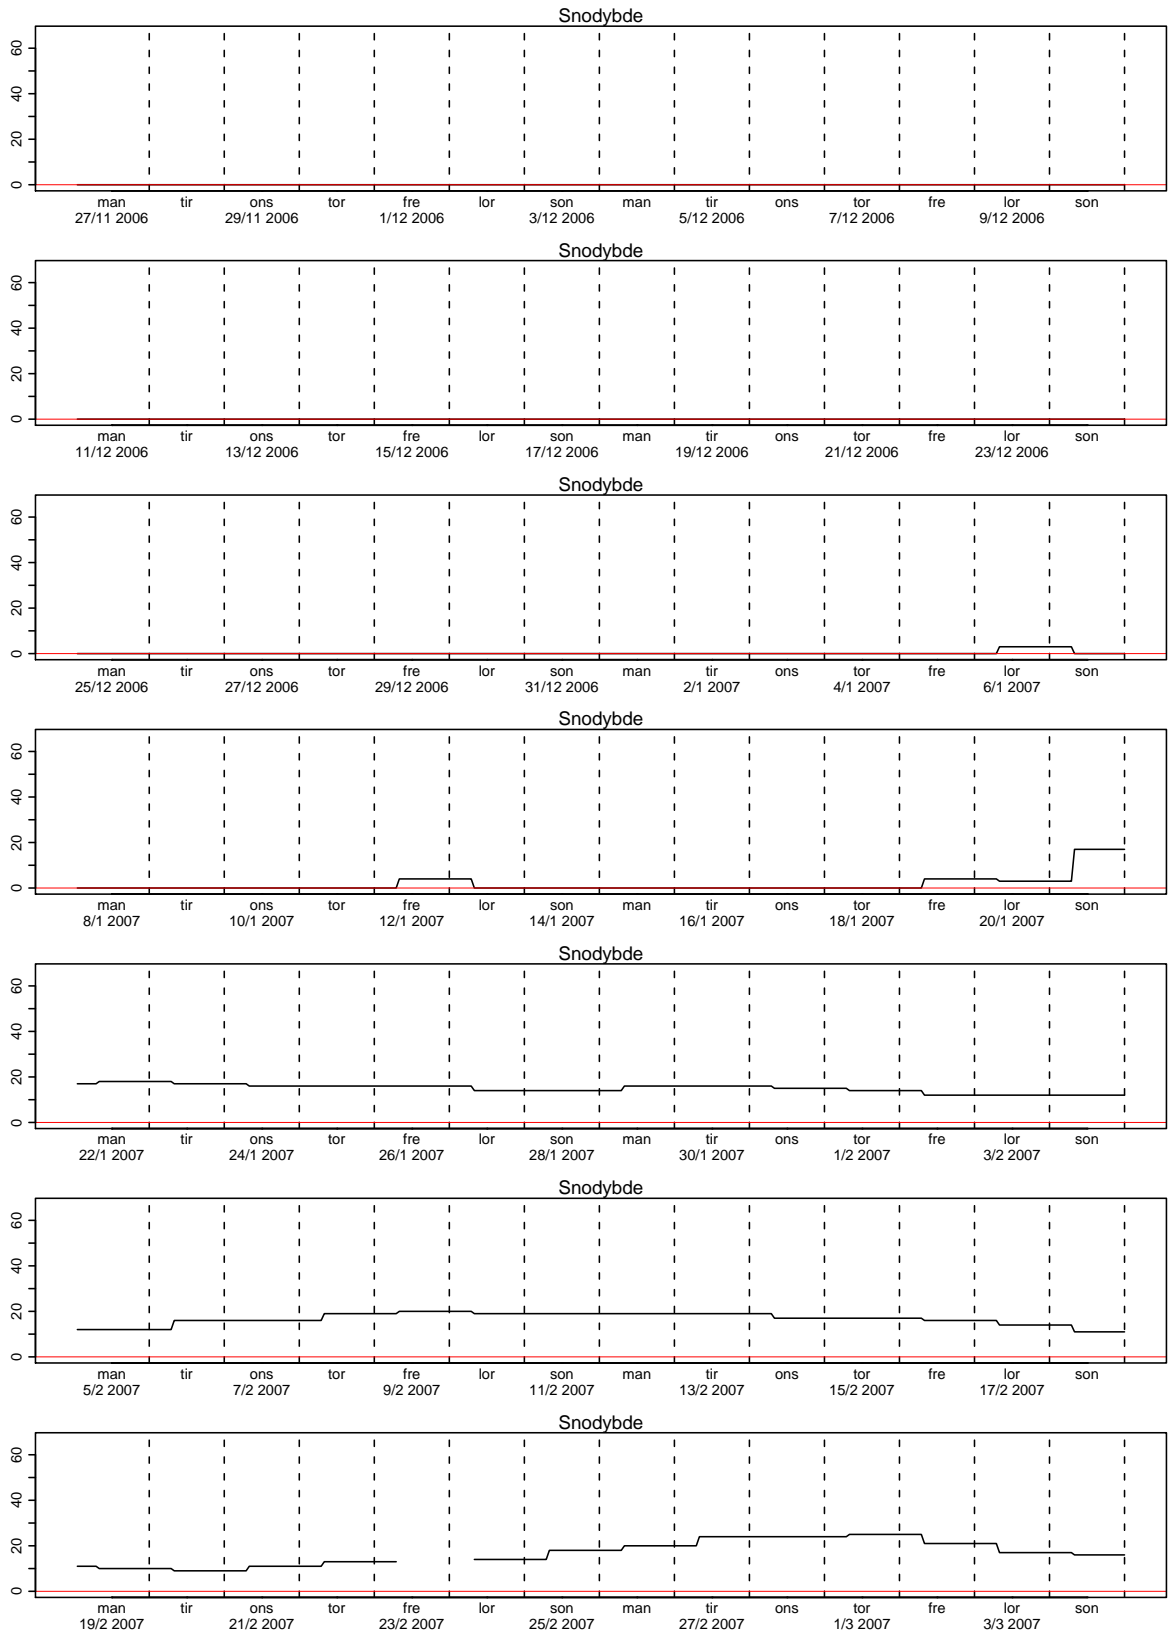 Snodybde
60
40
20
0
man tir ons tor fre lor son man tir ons tor fre lor son
27/11 2006 29/11 2006 1/12 2006 3/12 2006 5/12 2006 7/12 2006 9/12 2006
Snodybde
60
40
20
0
man tir ons tor fre lor son man tir ons tor fre lor son
11/12 2006 13/12 2006 15/12 2006 17/12 2006 19/12 2006 21/12 2006 23/12 2006
Snodybde
60
40
20
0
man tir ons tor fre lor son man tir ons tor fre lor son
25/12 2006 27/12 2006 29/12 2006 31/12 2006 2/1 2007 4/1 2007 6/1 2007
Snodybde
60
40
20
0
man tir ons tor fre lor son man tir ons tor fre lor son
8/1 2007 10/1 2007 12/1 2007 14/1 2007 16/1 2007 18/1 2007 20/1 2007
Snodybde
60
40
20
0
man tir ons tor fre lor son man tir ons tor fre lor son
22/1 2007 24/1 2007 26/1 2007 28/1 2007 30/1 2007 1/2 2007 3/2 2007
Snodybde
60
40
20
0
man tir ons tor fre lor son man tir ons tor fre lor son
5/2 2007 7/2 2007 9/2 2007 11/2 2007 13/2 2007 15/2 2007 17/2 2007
Snodybde
60
40
20
0
man tir ons tor fre lor son man tir ons tor fre lor son
19/2 2007 21/2 2007 23/2 2007 25/2 2007 27/2 2007 1/3 2007 3/3 2007